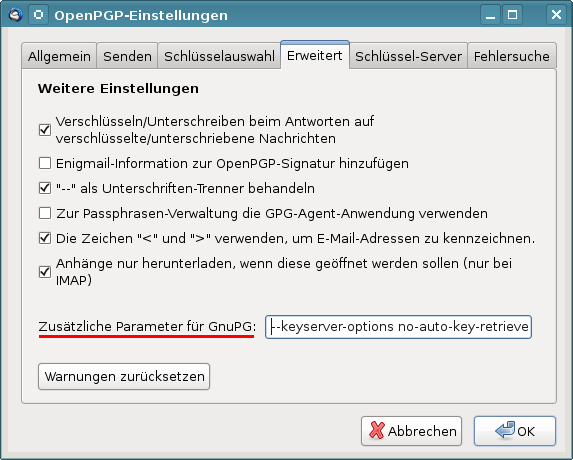 OpenPGP-Einstellungen
Allgemein Senden Schlüsselauswahl Erweitert Schlüssel-Server Fehlersuche
Weitere Einstellungen
Verschlüsseln/Unterschreiben beim Antworten auf
verschlüsselte/unterschriebene Nachrichten
Enigmail-Information zur OpenPGP-Signatur hinzufügen
"--" als Unterschriften-Trenner behandeln
Zur Passphrasen-Verwaltung die GPG-Agent-Anwendung verwenden
Die Zeichen "<" und ">" verwenden, um E-Mail-Adressen zu kennzeichnen.
Anhänge nur herunterladen, wenn diese geöffnet werden sollen (nur bei
IMAP)
Zusätzliche Parameter für GnuPG: --keyserver-options no-auto-key-retrieve
Warnungen zurücksetzen
Abbrechen OK